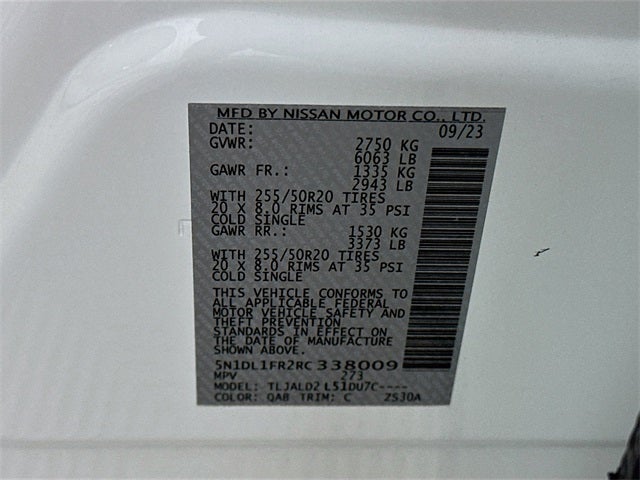 MFD BY NISSAN MOTOR CO., LTD.
DATE: 09/23
GVWR: 2750 KG
6063 LB
GAWR FR.: 1335 KG
2943 LB
WITH 255/50R20 TIRES
20 X 8.0 RIMS AT 35 PSI
COLD SINGLE
GAWR RR.: 1530 KG
3373 LB
WITH 255/50R20 TIRES
20 X 8.0 RIMS AT 35 PSI
COLD SINGLE
THIS VEHICLE CONFORMS TO
ALL APPLICABLE FEDERAL
MOTOR VEHICLE SAFETY AND
THEFT PREVENTION
STANDARDS IN EFFECT ON
THE DATE OF MANUFACTURE
SHOWN ABOVE.
5N1DL1FR2RC338009
MPV 273
MODEL: TLJALD2 L51DU7C----
COLOR: QAB TRIM: C ZS30A